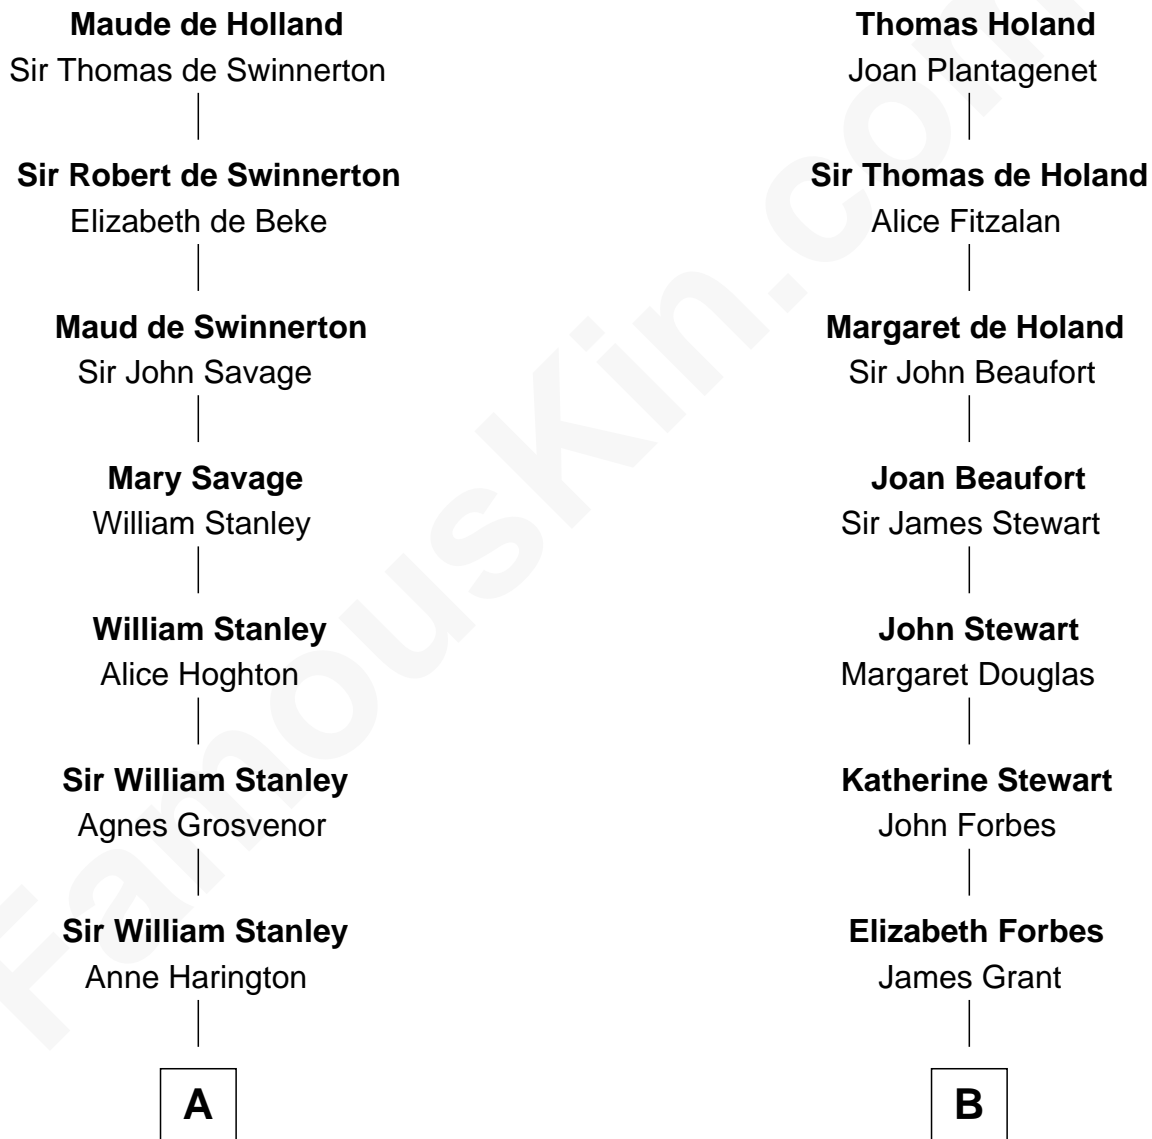 Maude de Holland
Sir Thomas de Swinnerton
Sir Robert de Swinnerton
Elizabeth de Beke
Maud de Swinnerton
Sir John Savage
Mary Savage
William Stanley
William Stanley
Alice Hoghton
Sir William Stanley
Agnes Grosvenor
Sir William Stanley
Anne Harington
A
Thomas Holand
Joan Plantagenet
Sir Thomas de Holand
Alice Fitzalan
Margaret de Holand
Sir John Beaufort
Joan Beaufort
Sir James Stewart
John Stewart
Margaret Douglas
Katherine Stewart
John Forbes
Elizabeth Forbes
James Grant
B
FamousKin.com